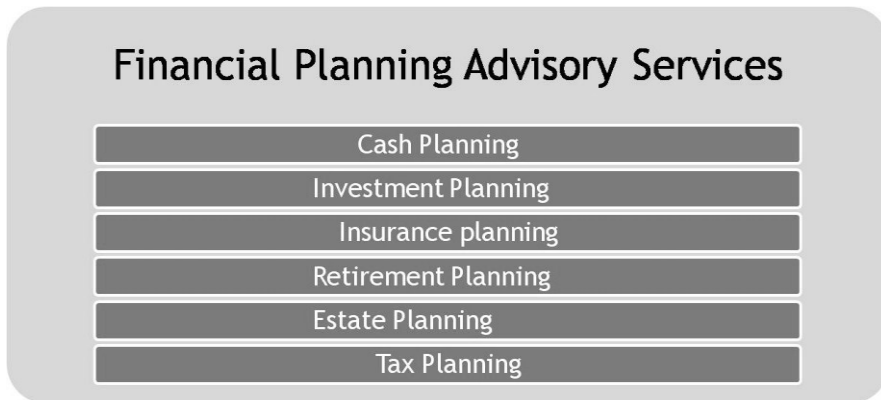 Financial Planning Advisory Services
Cash Planning
Investment Planning
Insurance planning
Retirement Planning
Estate Planning
Tax Planning